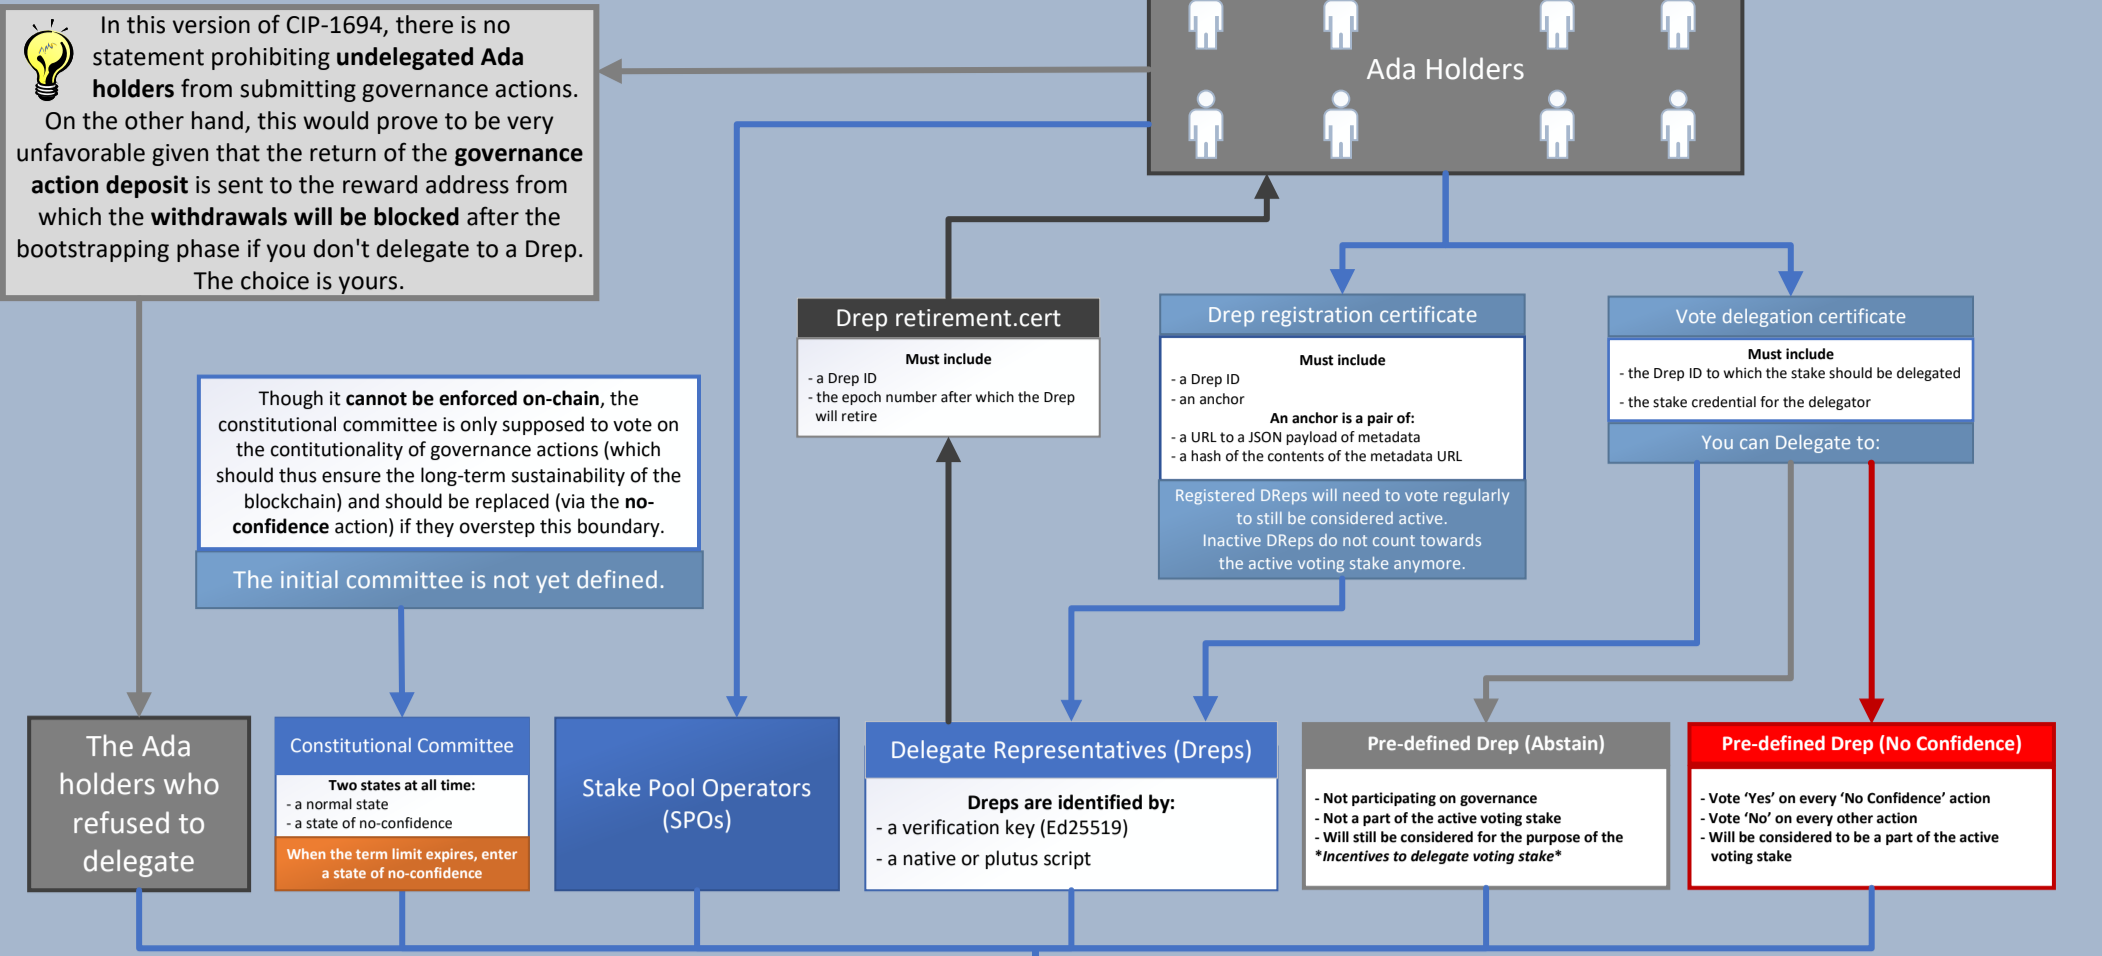 In this version of CIP-1694, there is no
statement prohibiting undelegated Ada
holders from submitting governance actions.
On the other hand, this would prove to be very
unfavorable given that the return of the governance
action deposit is sent to the reward address from
which the withdrawals will be blocked after the
bootstrapping phase if you don't delegate to a Drep.
The choice is yours.
Ada Holders
Drep retirement.cert
Must include
- a Drep ID
- the epoch number after which the Drep
will retire
Drep registration certificate
Must include
- a Drep ID
- an anchor
An anchor is a pair of:
- a URL to a JSON payload of metadata
- a hash of the contents of the metadata URL
Registered DReps will need to vote regularly
to still be considered active.
Inactive DReps do not count towards
the active voting stake anymore.
Vote delegation certificate
Must include
- the Drep ID to which the stake should be delegated
- the stake credential for the delegator
You can Delegate to:
Though it cannot be enforced on-chain, the
constitutional committee is only supposed to vote on
the contitutionality of governance actions (which
should thus ensure the long-term sustainability of the
blockchain) and should be replaced (via the no-
confidence action) if they overstep this boundary.
The initial committee is not yet defined.
The Ada
holders who
refused to
delegate
Constitutional Committee
Two states at all time:
- a normal state
- a state of no-confidence
When the term limit expires, enter
a state of no-confidence
Stake Pool Operators
(SPOs)
Delegate Representatives (Dreps)
Dreps are identified by:
- a verification key (Ed25519)
- a native or plutus script
Pre-defined Drep (Abstain)
- Not participating on governance
- Not a part of the active voting stake
- Will still be considered for the purpose of the
*Incentives to delegate voting stake*
Pre-defined Drep (No Confidence)
- Vote ‘Yes’ on every ‘No Confidence’ action
- Vote ‘No’ on every other action
- Will be considered to be a part of the active
voting stake